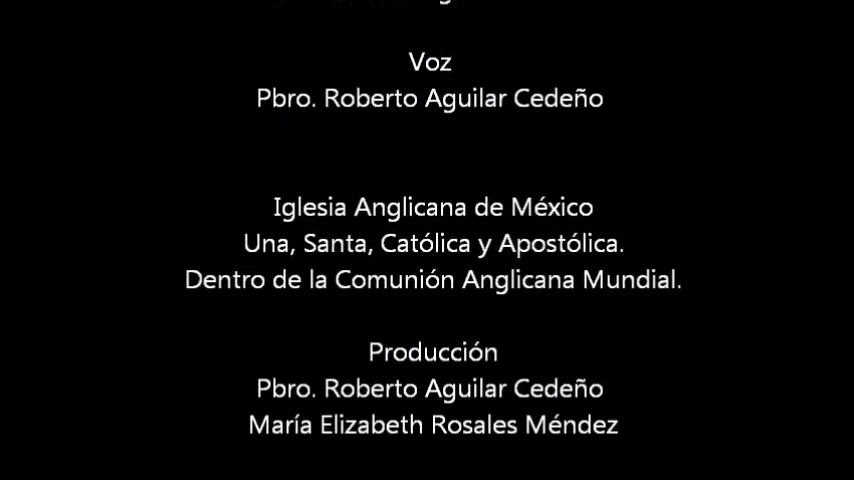 Voz
Pbro. Roberto Aguilar Cedeño
Iglesia Anglicana de México
Una, Santa, Católica y Apostólica.
Dentro de la Comunión Anglicana Mundial.
Producción
Pbro. Roberto Aguilar Cedeño
María Elizabeth Rosales Méndez